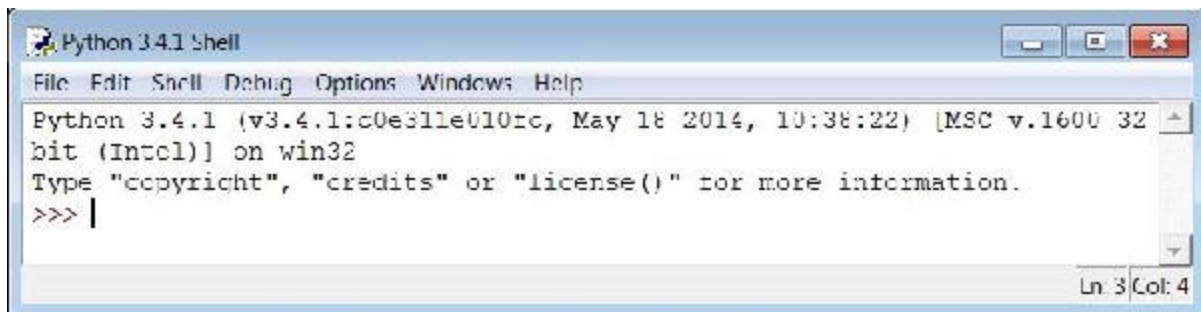 Python 3.4.1 Shell
File Edit Shell Debug Options Windows Help
Python 3.4.1 (v3.4.1:c0e311e010fc, May 18 2014, 10:38:22) [MSC v.1600 32
bit (Intel)] on win32
Type "copyright", "credits" or "license()" for more information.
>>>
Ln: 3 Col: 4